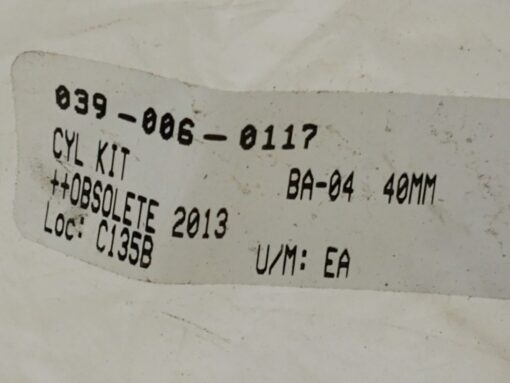 039-006-0117
CYL KIT BA-04 40MM
++OBSOLETE 2013
Loc: C135B U/M: EA